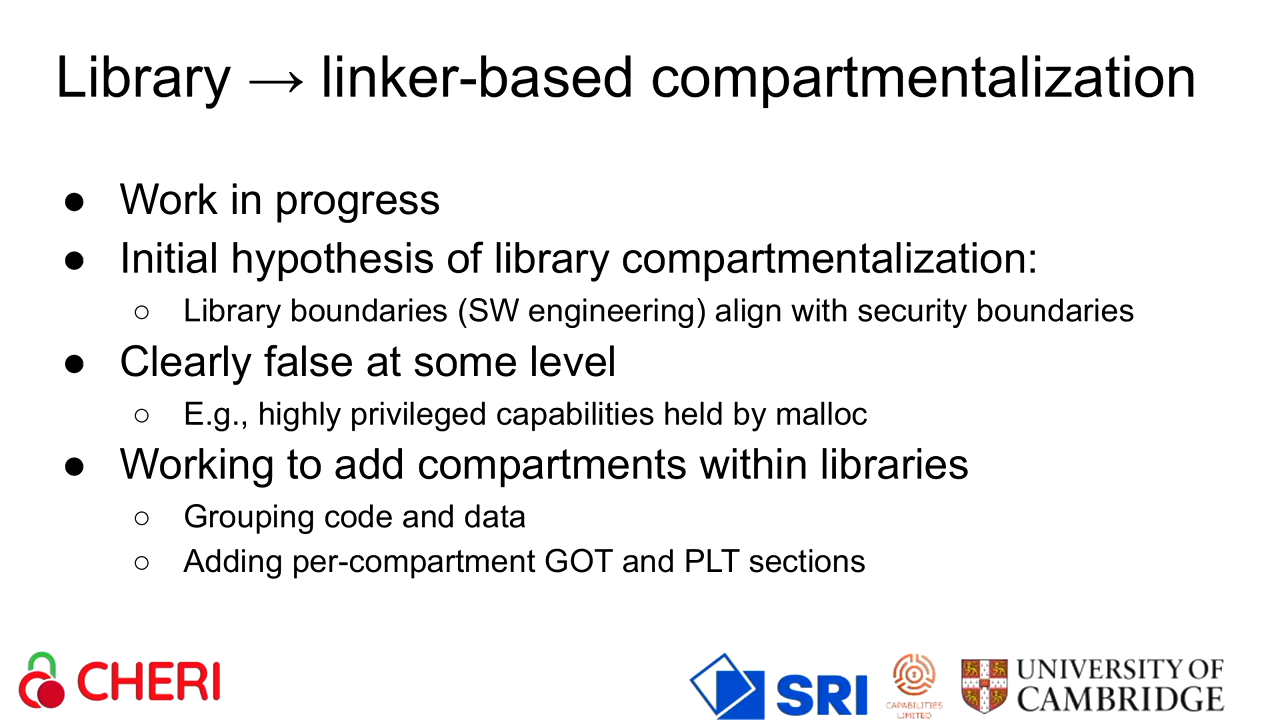 Library → linker-based compartmentalization
● Work in progress
● Initial hypothesis of library compartmentalization:
○ Library boundaries (SW engineering) align with security boundaries
● Clearly false at some level
○ E.g., highly privileged capabilities held by malloc
● Working to add compartments within libraries
○ Grouping code and data
○ Adding per-compartment GOT and PLT sections
CHERI
SRI
CAPABILITIES
LIMITED
UNIVERSITY OF
CAMBRIDGE